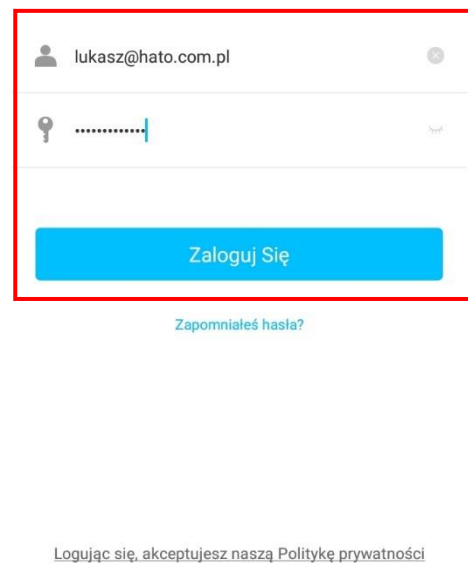 lukasz@hato.com.pl
•••••••••••••
Zaloguj Się
Zapomniałeś hasła?
Logując się, akceptujesz naszą Politykę prywatności